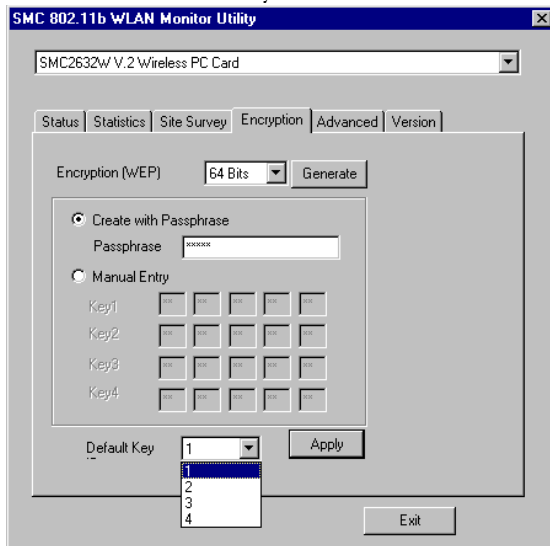 SMC 802.11b WLAN Monitor Utility
SMC2632W V.2 Wireless PC Card
Status Statistics Site Survey Encryption Advanced Version
Encryption (WEP) 64 Bits Generate
Create with Passphrase
Passphrase *****
Manual Entry
Key1 ** ** ** ** **
Key2 ** ** ** ** **
Key3 ** ** ** ** **
Key4 ** ** ** ** **
Default Key 1 Apply
1
2
3
4
Exit